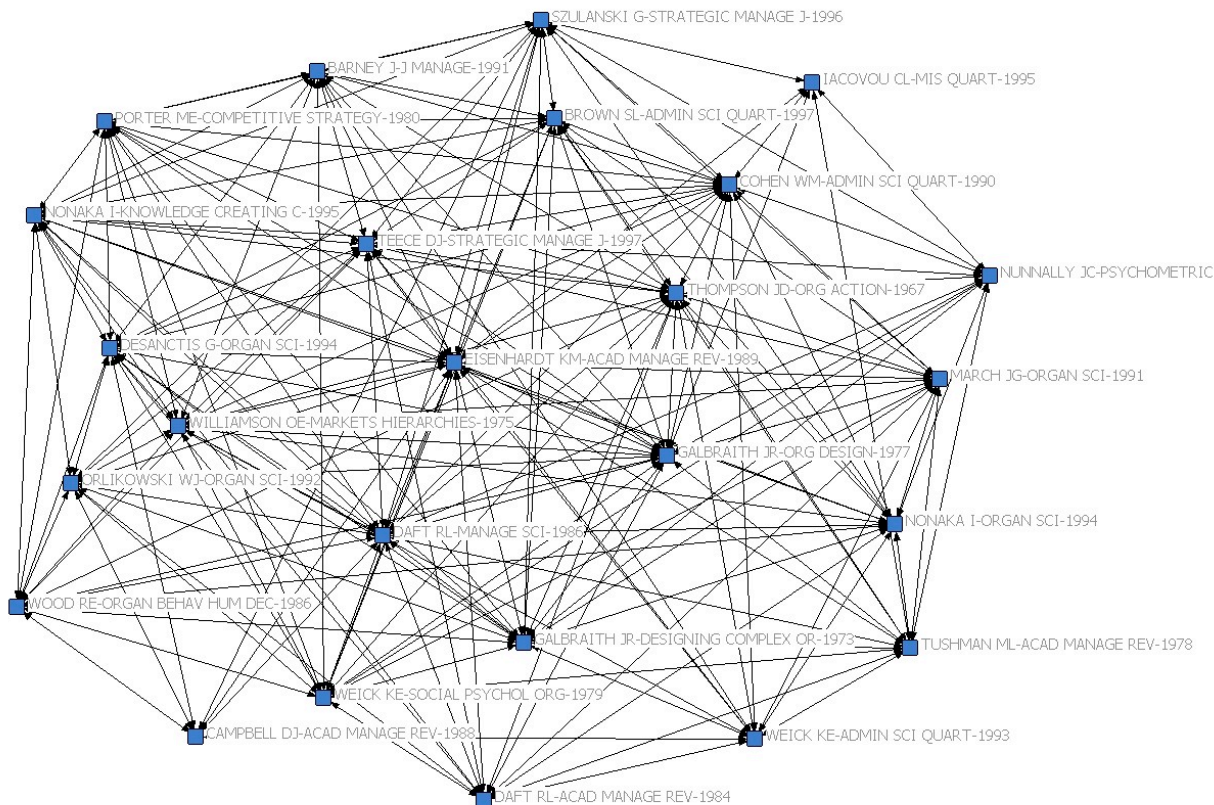 SZULANSKI G-STRATEGIC MANAGE J-1996
BARNEY J-J MANAGE-1991
IACOVOU CL-MIS QUART-1995
PORTER ME-COMPETITIVE STRATEGY-1980
BROWN SL-ADMIN SCI QUART-1997
COHEN WM-ADMIN SCI QUART-1990
NONAKA I-KNOWLEDGE CREATING C-1995
TEECE DJ-STRATEGIC MANAGE J-1997
NUNNALLY JC-PSYCHOMETRIC
THOMPSON JD-ORG ACTION-1967
DESANCTIS G-ORGAN SCI-1994
EISENHARDT KM-ACAD MANAGE REV-1989
MARCH JG-ORGAN SCI-1991
WILLIAMSON OE-MARKETS HIERARCHIES-1975
GALBRAITH JR-ORG DESIGN-1977
ORLIKOWSKI WJ-ORGAN SCI-1992
NONAKA I-ORGAN SCI-1994
DAFT RL-MANAGE SCI-1986
WOOD RE-ORGAN BEHAV HUM DEC-1986
GALBRAITH JR-DESIGNING COMPLEX OR-1973
TUSHMAN ML-ACAD MANAGE REV-1978
WEICK KE-SOCIAL PSYCHOL ORG-1979
CAMPBELL DJ-ACAD MANAGE REV-1988
WEICK KE-ADMIN SCI QUART-1993
DAFT RL-ACAD MANAGE REV-1984